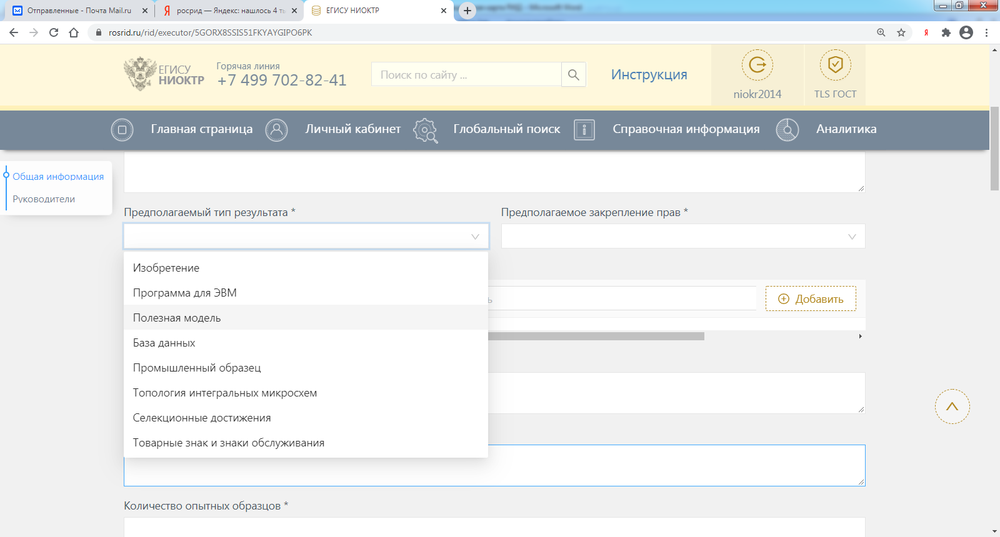 Отправленные - Почта Mail.ru
Я росрид — Яндекс: нашлось 4 ты
ЕГИСУ НИОКТР
rosrid.ru/rid/executor/5GORX8SSIS51FKYAYGIPO6PK
Я
ЕГИСУ
НИОКТР
Горячая линия
+7 499 702-82-41
Поиск по сайту ...
Инструкция
niokr2014
TLS ГОСТ
Главная страница
Личный кабинет
Глобальный поиск
Справочная информация
Аналитика
Общая информация
Руководители
Предполагаемый тип результата *
Предполагаемое закрепление прав *
Изобретение
Программа для ЭВМ
Полезная модель
База данных
Промышленный образец
Топология интегральных микросхем
Селекционные достижения
Товарные знак и знаки обслуживания
ь
Добавить
Количество опытных образцов *